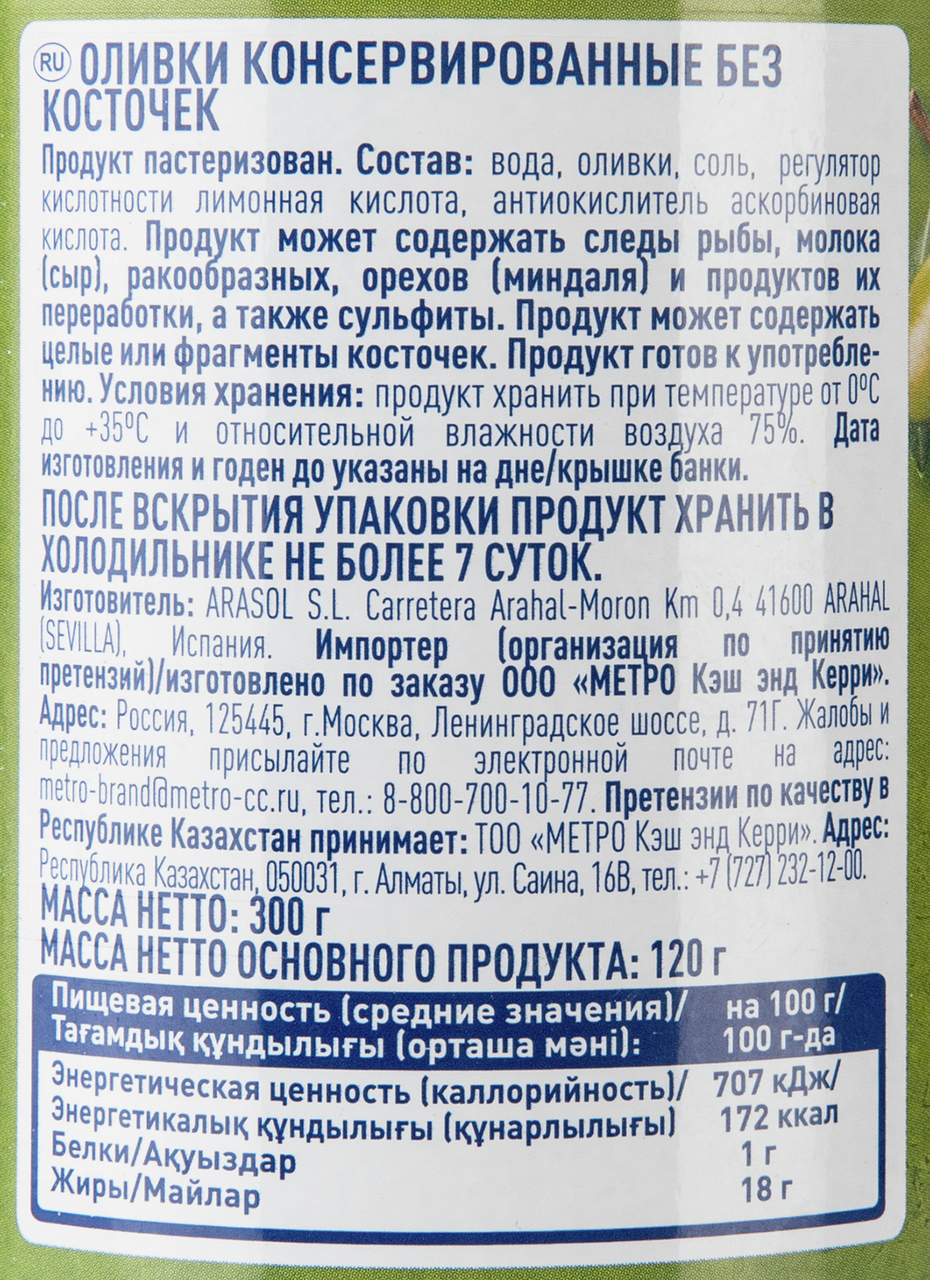 RU ОЛИВКИ КОНСЕРВИРОВАННЫЕ БЕЗ
КОСТОЧЕК
Продукт пастеризован. Состав: вода, оливки, соль, регулятор
кислотности лимонная кислота, антиокислитель аскорбиновая
кислота. Продукт может содержать следы рыбы, молока
(сыр), ракообразных, орехов (миндаля) и продуктов их
переработки, а также сульфиты. Продукт может содержать
целые или фрагменты косточек. Продукт готов к употребле-
нию. Условия хранения: продукт хранить при температуре от 0ºС
до +35ºС и относительной влажности воздуха 75%. Дата
изготовления и годен до указаны на дне/крышке банки.
ПОСЛЕ ВСКРЫТИЯ УПАКОВКИ ПРОДУКТ ХРАНИТЬ В
ХОЛОДИЛЬНИКЕ НЕ БОЛЕЕ 7 СУТОК.
Изготовитель: ARASOL S.L. Carretera Arahal-Moron Km 0,4 41600 ARAHAL
(SEVILLA), Испания. Импортер (организация по принятию
претензий)/изготовлено по заказу ООО «МЕТРО Кэш энд Керри».
Адрес: Россия, 125445, г.Москва, Ленинградское шоссе, д. 71Г. Жалобы и
предложения присылайте по электронной почте на адрес:
metro-brand@metro-cc.ru, тел.: 8-800-700-10-77. Претензии по качеству в
Республике Казахстан принимает: ТОО «МЕТРО Кэш энд Керри». Адрес:
Республика Казахстан, 050031, г. Алматы, ул. Саина, 16В, тел.: +7 (727) 232-12-00.
МАССА НЕТТО: 300 г
МАССА НЕТТО ОСНОВНОГО ПРОДУКТА: 120 г
Пищевая ценность (средние значения)/ на 100 г/
Тағамдық құндылығы (орташа мәні): 100 г-да
Энергетическая ценность (каллорийность)/ 707 кДж/
Энергетикалық құндылығы (құнарлылығы) 172 ккал
Белки/Ақуыздар 1 г
Жиры/Майлар 18 г